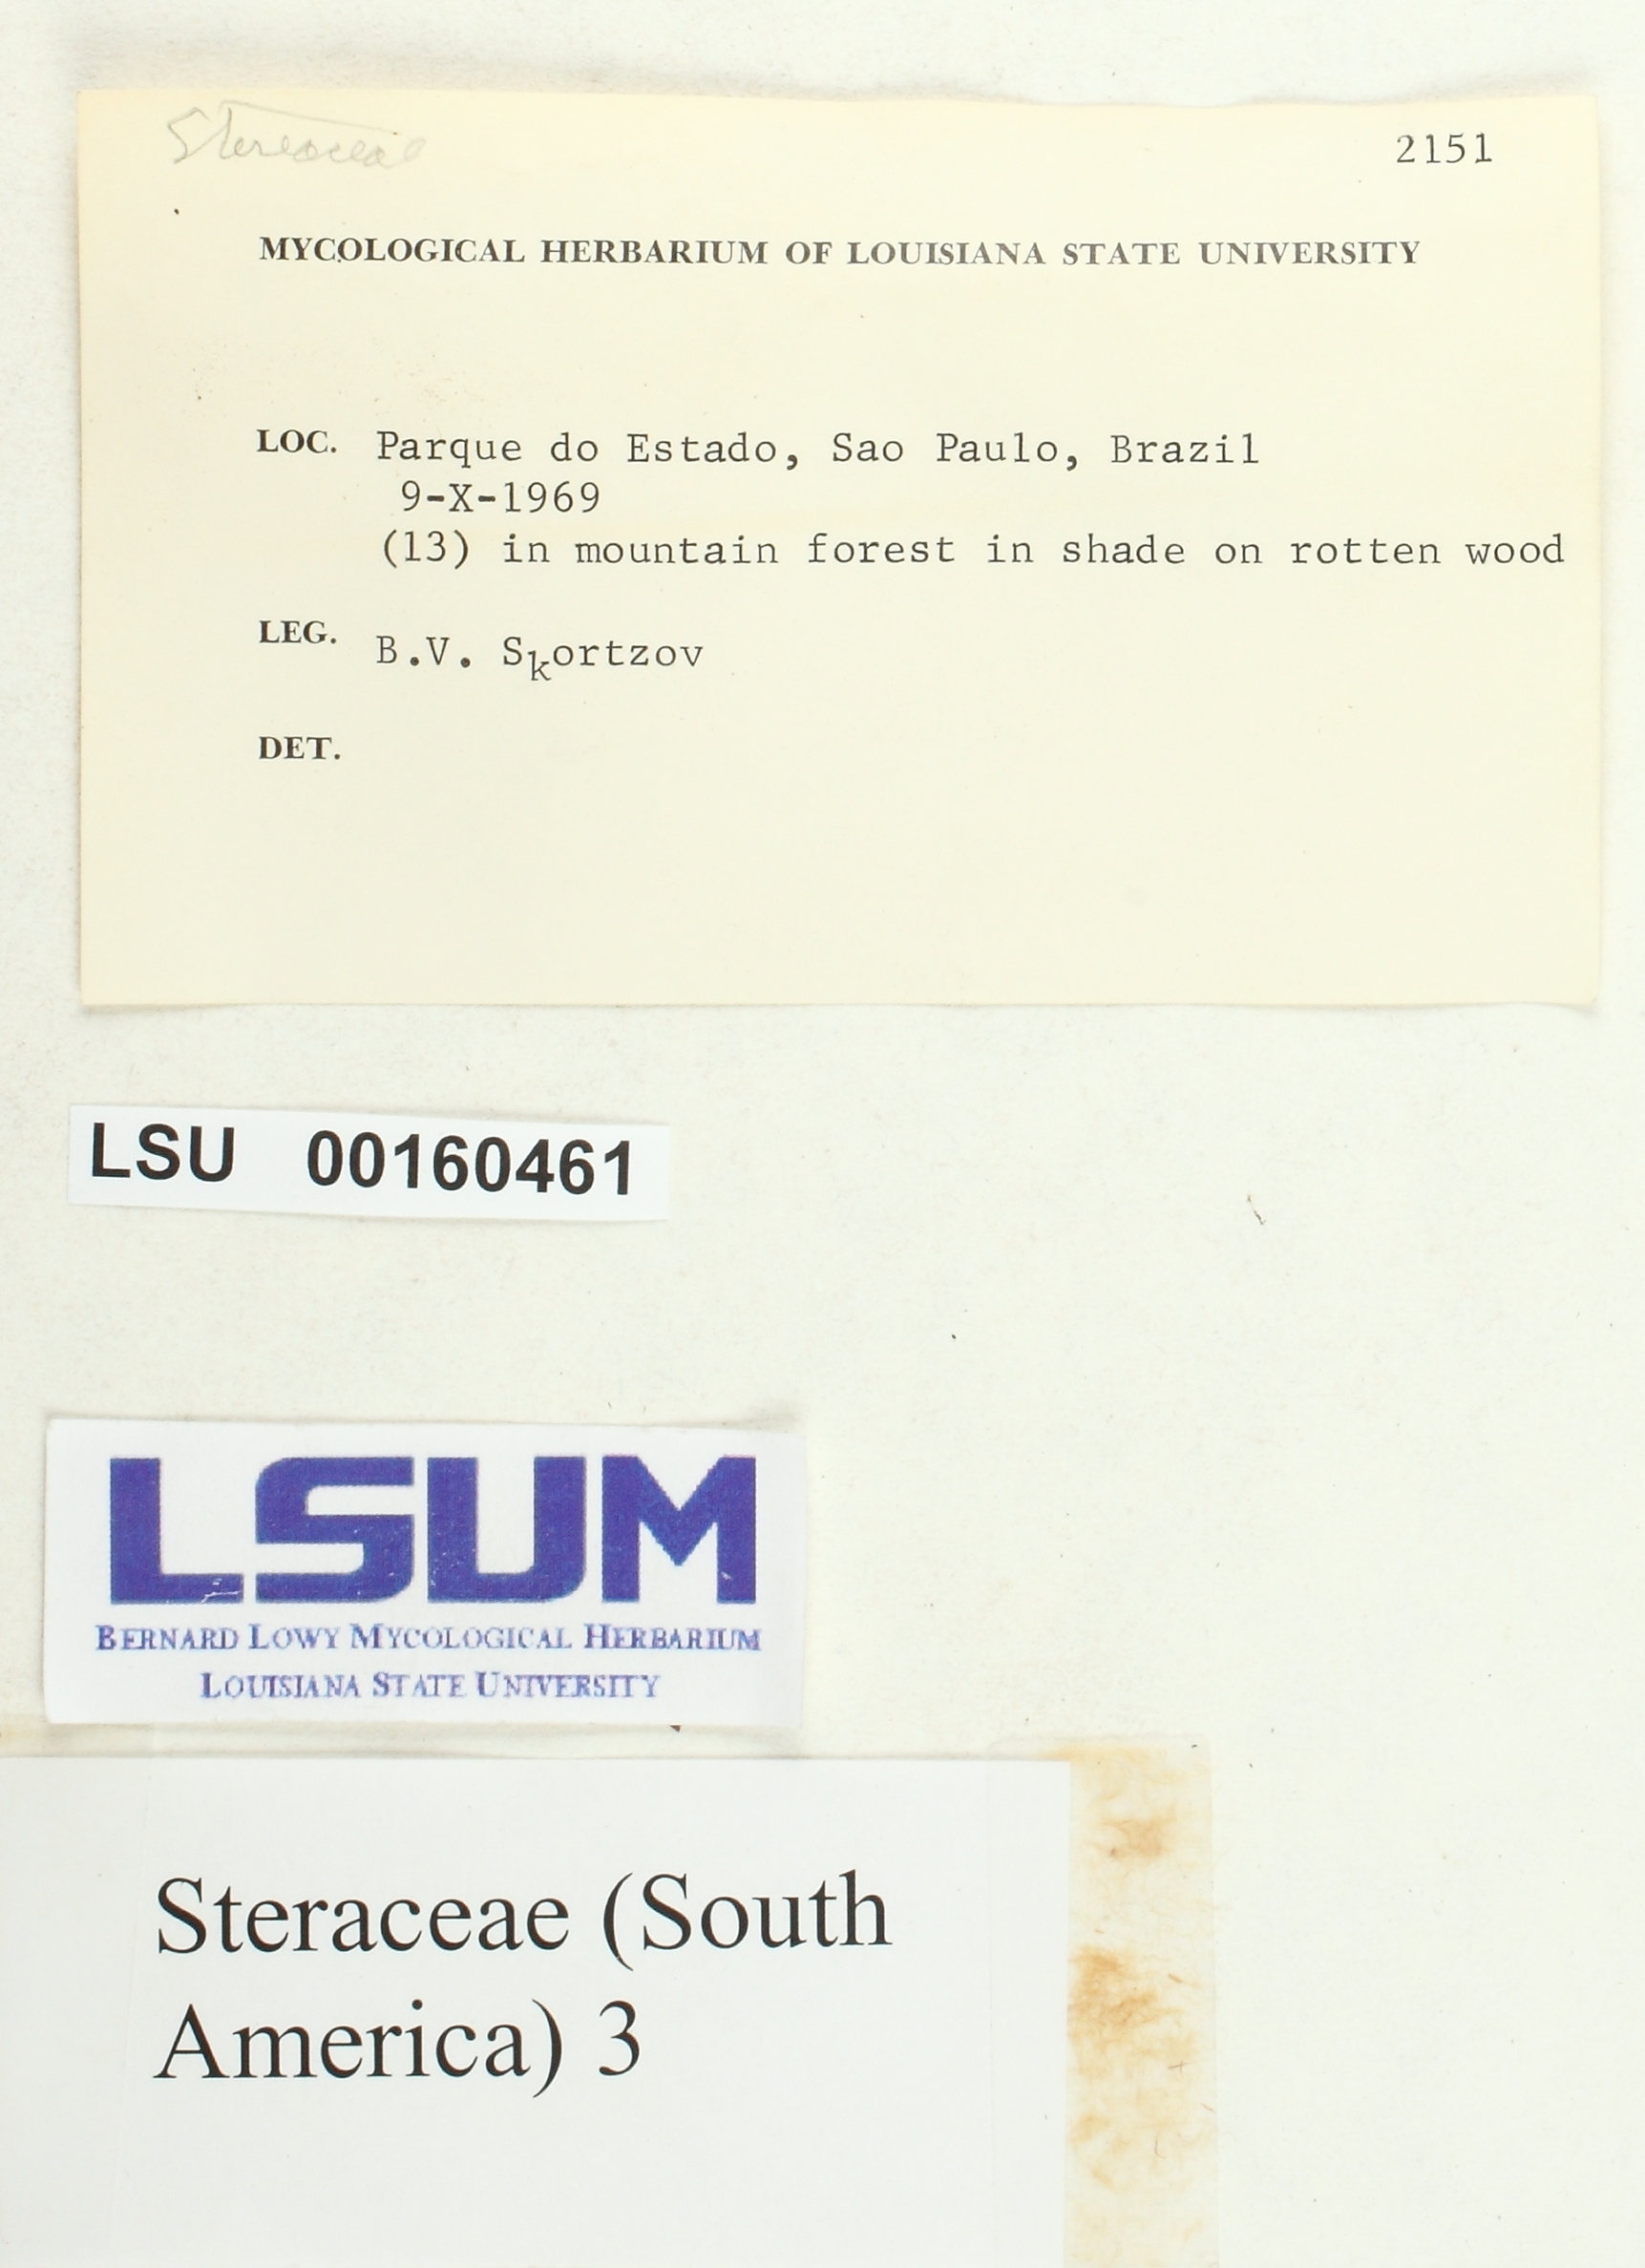 Stereaceae
2151
MYCOLOGICAL HERBARIUM OF LOUISIANA STATE UNIVERSITY
LOC. Parque do Estado, Sao Paulo, Brazil
9-X-1969
(13) in mountain forest in shade on rotten wood
LEG. B.V. Skortzov
DET.
LSU 00160461
LSUM
BERNARD LOWY MYCOLOGICAL HERBARIUM
LOUISIANA STATE UNIVERSITY
Steraceae (South
America) 3